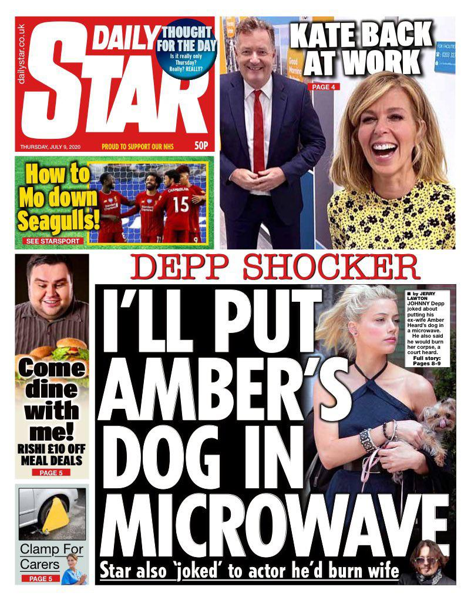 dailystar.co.uk
DAILY
STAR
THURSDAY, JULY 9, 2020
PROUD TO SUPPORT OUR NHS
50P
THOUGHT
FOR THE DAY
Is it really only
Thursday?
Really? REALLY?
KATE BACK
AT WORK
PAGE 4
How to
Mo down
Seagulls!
SEE STARSPORT
DEPP SHOCKER
I'LL PUT
AMBER'S
DOG IN
MICROWAVE
Star also 'joked' to actor he'd burn wife
by JERRY
LAWTON
JOHNNY Depp
joked about
putting his
ex-wife Amber
Heard's dog in
a microwave.
He also said
he would burn
her corpse, a
court heard.
Full story:
Pages 8-9
Come
dine
with
me!
RISHI £10 OFF
MEAL DEALS
PAGE 5
Clamp For
Carers
PAGE 5